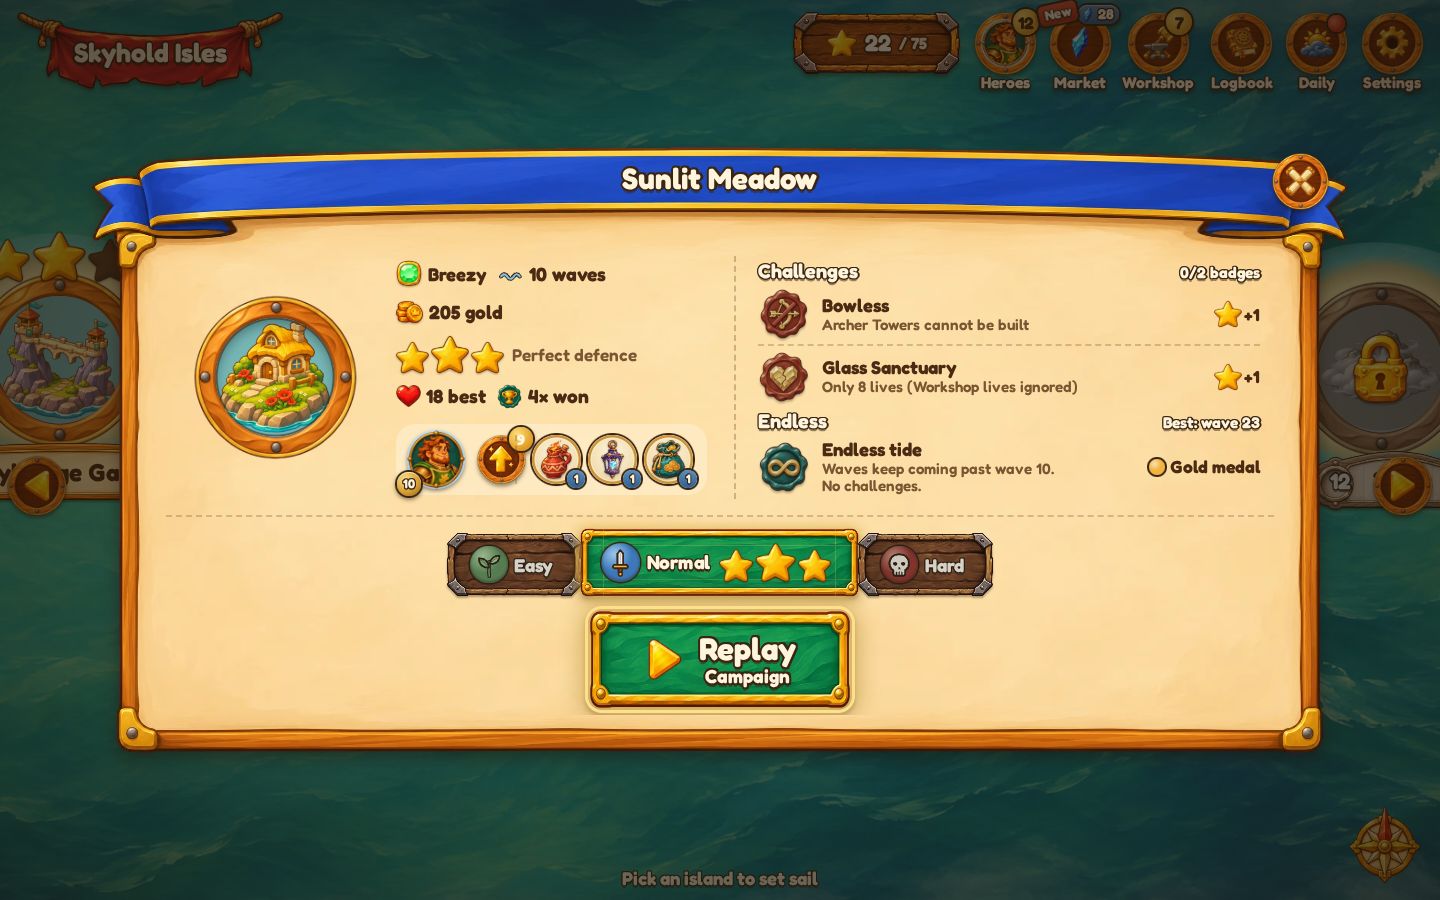 Skyhold Isles
22 / 75
12
New
28
7
Heroes
Market
Workshop
Logbook
Daily
Settings
Sunlit Meadow
Breezy
10 waves
205 gold
Perfect defence
18 best
4x won
10
9
1
1
1
Challenges
0/2 badges
Bowless
Archer Towers cannot be built
+1
Glass Sanctuary
Only 8 lives (Workshop lives ignored)
+1
Endless
Best: wave 23
Endless tide
Waves keep coming past wave 10.
No challenges.
Gold medal
12
Easy
Normal
Hard
Replay
Campaign
Pick an island to set sail